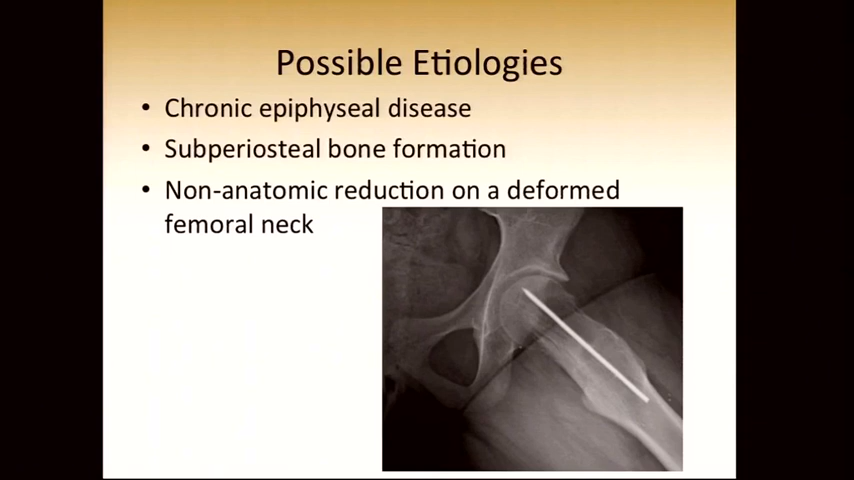 Possible Etiologies
• Chronic epiphyseal disease
• Subperiosteal bone formation
• Non-anatomic reduction on a deformed
femoral neck